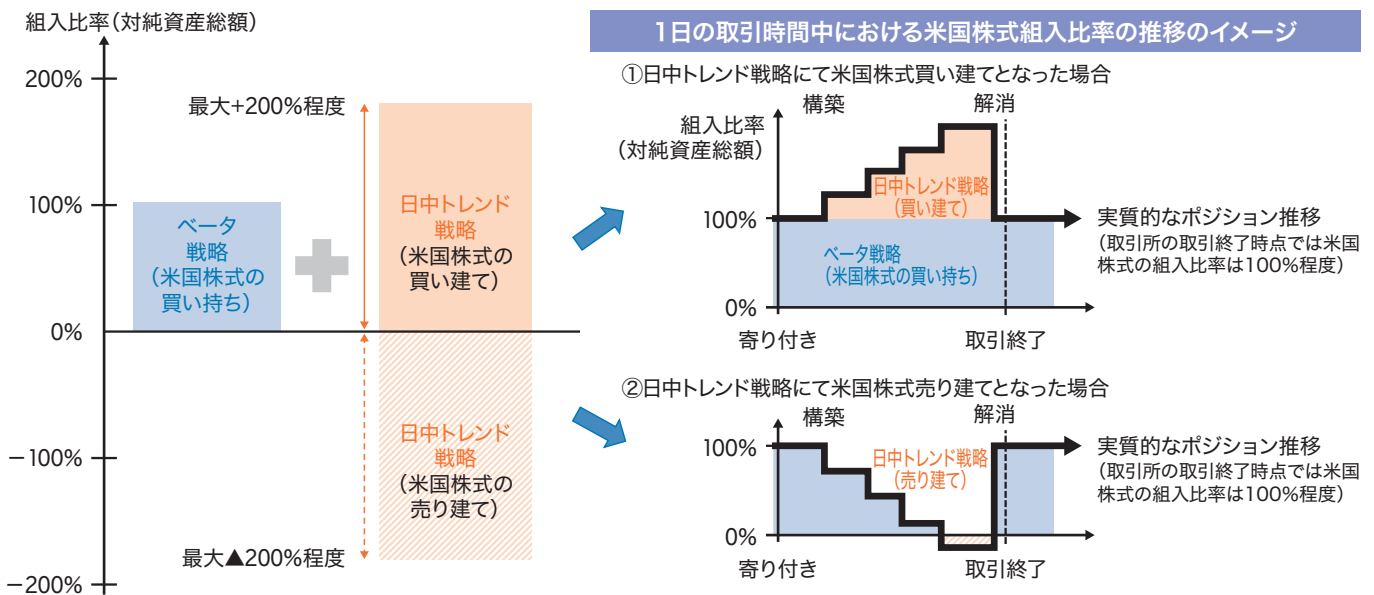 組入比率(対純資産総額)
200%
100%
0%
－100%
－200%
最大+200%程度
最大▲200%程度
ベータ
戦略
(米国株式の
買い持ち)
日中トレンド
戦略
(米国株式の
買い建て)
日中トレンド
戦略
(米国株式の
売り建て)
1日の取引時間中における米国株式組入比率の推移のイメージ
①日中トレンド戦略にて米国株式買い建てとなった場合
構築
解消
組入比率
(対純資産総額)
日中トレンド戦略
(買い建て)
100%
ベータ戦略
(米国株式の買い持ち)
0%
寄り付き
取引終了
実質的なポジション推移
(取引所の取引終了時点では米国
株式の組入比率は100%程度)
②日中トレンド戦略にて米国株式売り建てとなった場合
構築
解消
100%
日中トレンド戦略
(売り建て)
0%
寄り付き
取引終了
実質的なポジション推移
(取引所の取引終了時点では米国
株式の組入比率は100%程度)